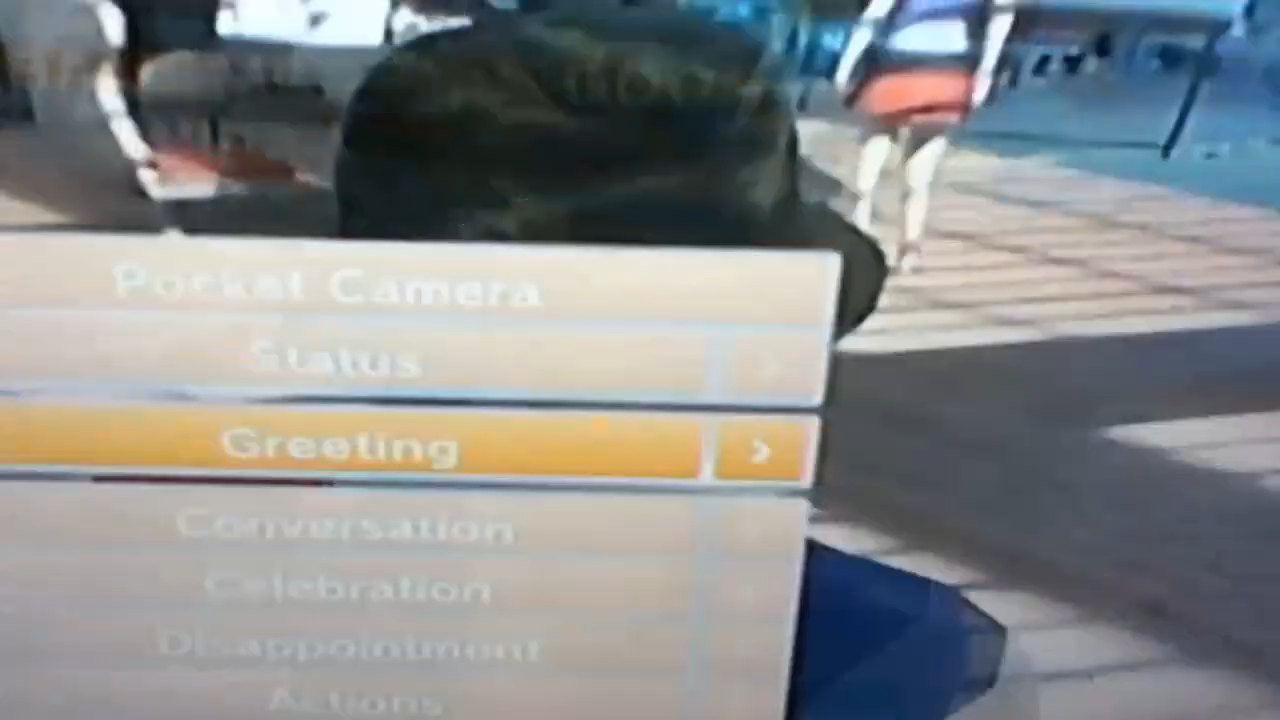 Pocket Camera
Status
Greeting
Conversation
Celebration
Disappointment
Actions